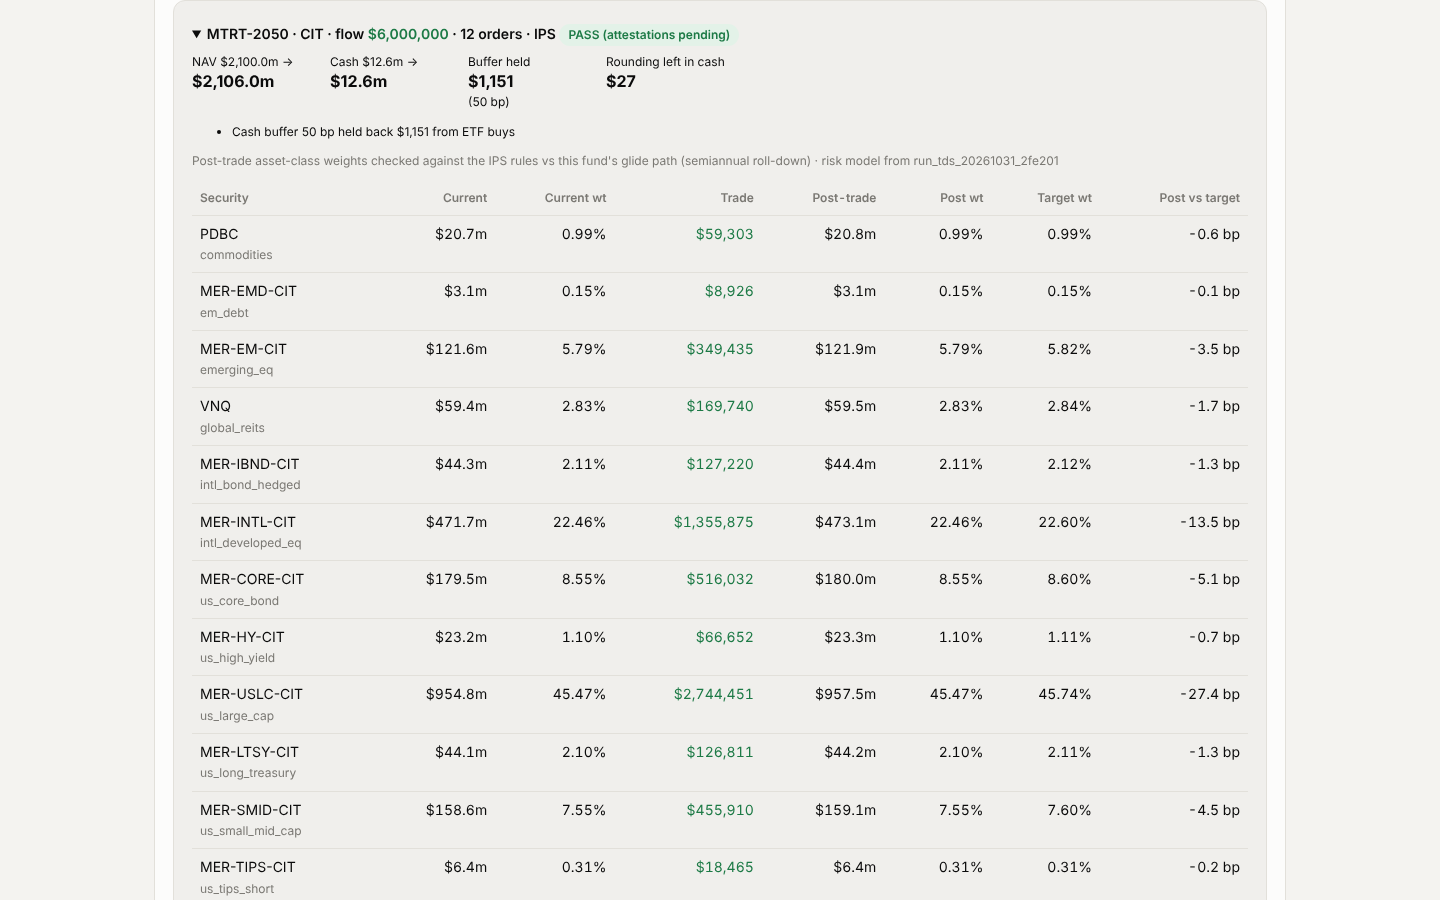 ▼ MTRT-2050 · CIT · flow $6,000,000 · 12 orders · IPS PASS (attestations pending)
NAV $2,100.0m → Cash $12.6m → Buffer held Rounding left in cash
$2,106.0m $12.6m $1,151 $27
(50 bp)
• Cash buffer 50 bp held back $1,151 from ETF buys
Post-trade asset-class weights checked against the IPS rules vs this fund's glide path (semiannual roll-down) · risk model from run_tds_20261031_2fe201
Security Current Current wt Trade Post-trade Post wt Target wt Post vs target
PDBC $20.7m 0.99% $59,303 $20.8m 0.99% 0.99% -0.6 bp
commodities
MER-EMD-CIT $3.1m 0.15% $8,926 $3.1m 0.15% 0.15% -0.1 bp
em_debt
MER-EM-CIT $121.6m 5.79% $349,435 $121.9m 5.79% 5.82% -3.5 bp
emerging_eq
VNQ $59.4m 2.83% $169,740 $59.5m 2.83% 2.84% -1.7 bp
global_reits
MER-IBND-CIT $44.3m 2.11% $127,220 $44.4m 2.11% 2.12% -1.3 bp
intl_bond_hedged
MER-INTL-CIT $471.7m 22.46% $1,355,875 $473.1m 22.46% 22.60% -13.5 bp
intl_developed_eq
MER-CORE-CIT $179.5m 8.55% $516,032 $180.0m 8.55% 8.60% -5.1 bp
us_core_bond
MER-HY-CIT $23.2m 1.10% $66,652 $23.3m 1.10% 1.11% -0.7 bp
us_high_yield
MER-USLC-CIT $954.8m 45.47% $2,744,451 $957.5m 45.47% 45.74% -27.4 bp
us_large_cap
MER-LTSY-CIT $44.1m 2.10% $126,811 $44.2m 2.10% 2.11% -1.3 bp
us_long_treasury
MER-SMID-CIT $158.6m 7.55% $455,910 $159.1m 7.55% 7.60% -4.5 bp
us_small_mid_cap
MER-TIPS-CIT $6.4m 0.31% $18,465 $6.4m 0.31% 0.31% -0.2 bp
us_tips_short